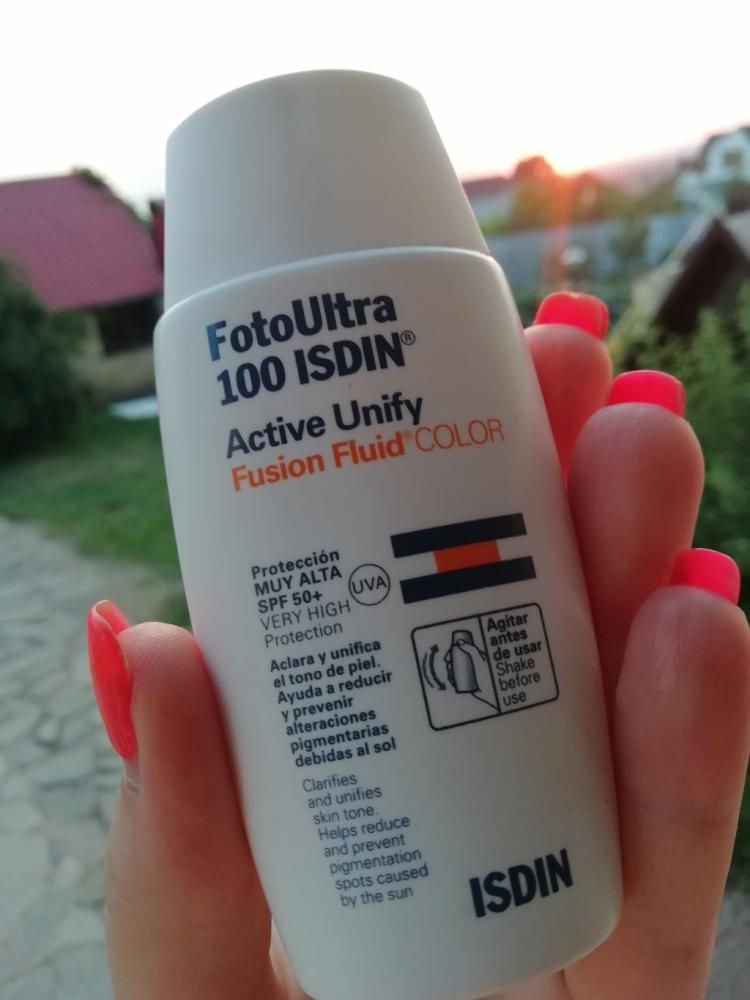 FotoUltra
100 ISDIN®
Active Unify
Fusion Fluid® COLOR
Protección
MUY ALTA
SPF 50+
VERY HIGH
Protection
UVA
Agitar
antes
de usar
Shake
before
use
Aclara y unifica
el tono de piel.
Ayuda a reducir
y prevenir
alteraciones
pigmentarias
debidas al sol
Clarifies
and unifies
skin tone.
Helps reduce
and prevent
pigmentation
spots caused
by the sun
ISDIN